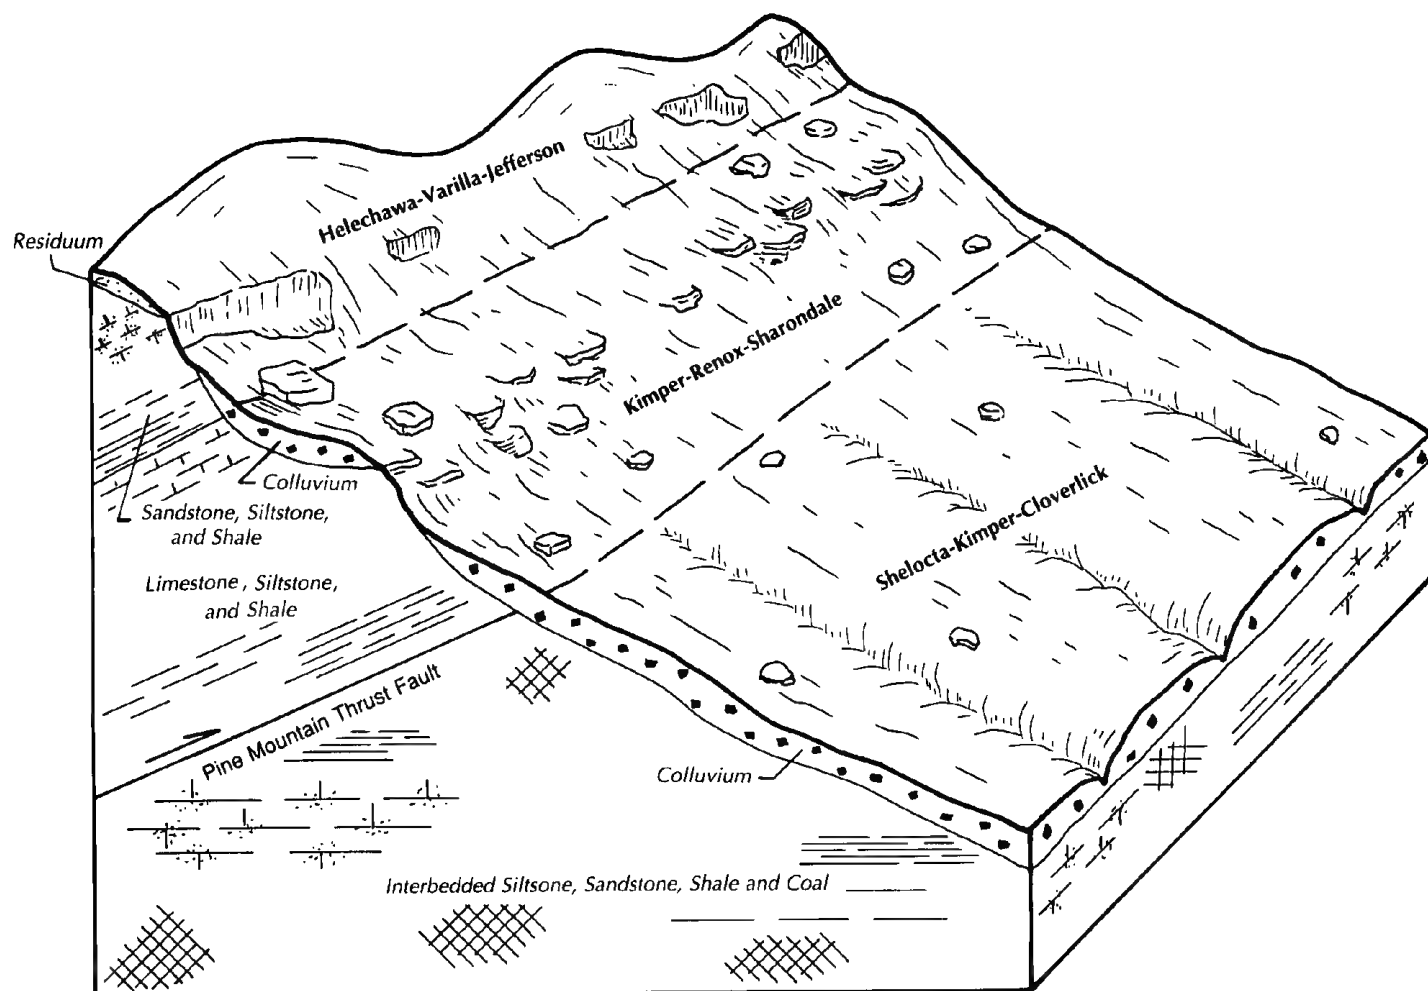 Helechawa-Varilla-Jefferson
Residuum
Kimper-Renox-Sharondale
Colluvium
Sandstone, Siltstone,
and Shale
Shelocta-Kimper-Cloverlick
Limestone, Siltstone,
and Shale
Pine Mountain Thrust Fault
Colluvium
Interbedded Siltsone, Sandstone, Shale and Coal